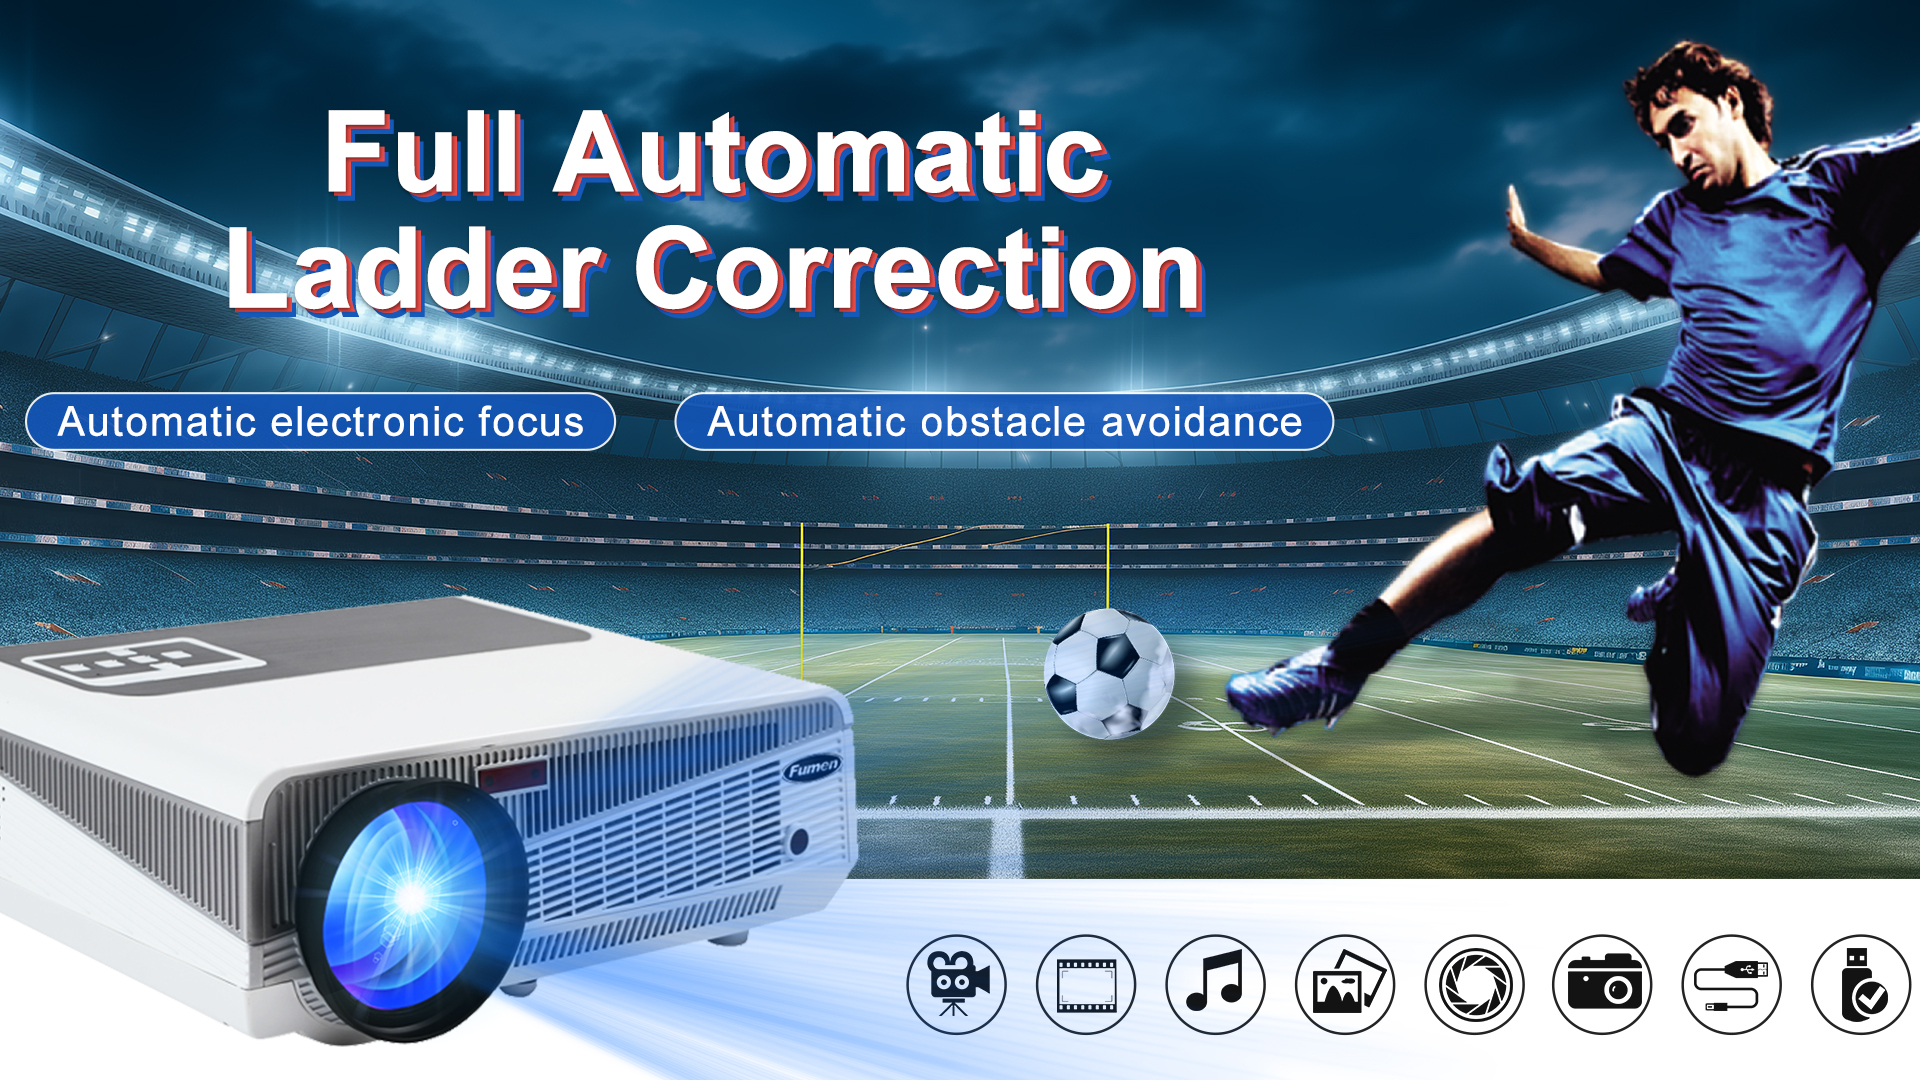 Full Automatic
Ladder Correction
Automatic electronic focus
Automatic obstacle avoidance
Fumen